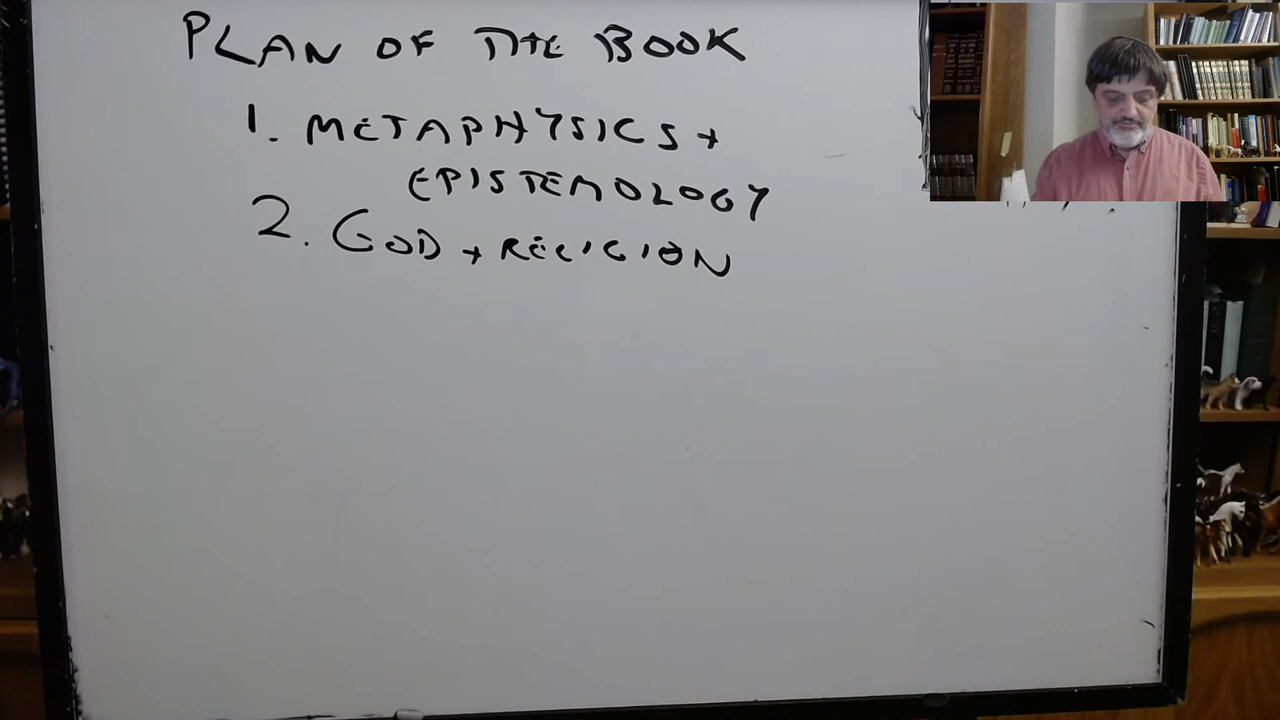 PLAN OF THE BOOK
1. METAPHYSICS +
EPISTEMOLOGY
2. GOD + RELIGION